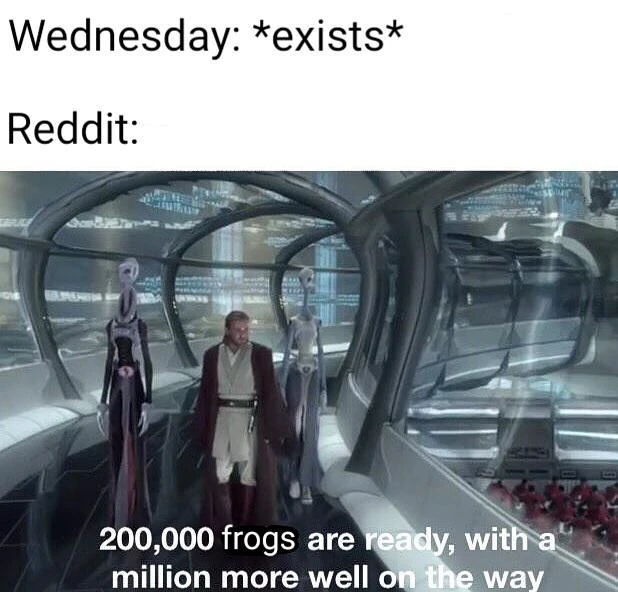 Wednesday: *exists*
Reddit:
200,000 frogs are ready, with a
million more well on the way